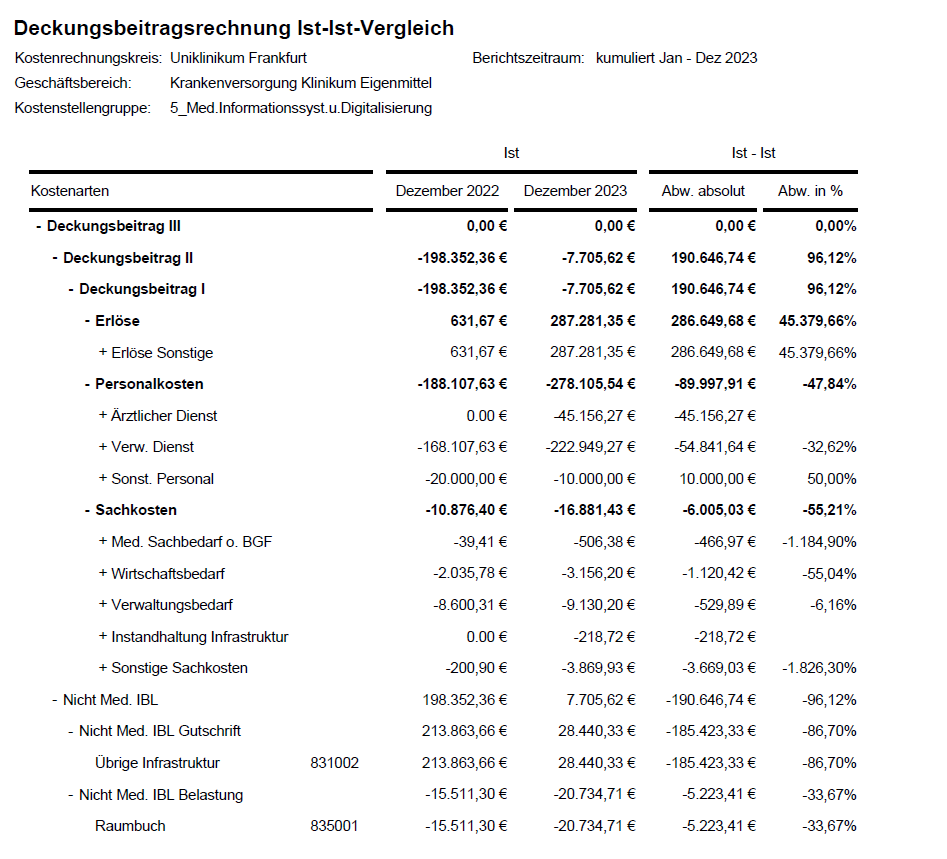 Deckungsbeitragsrechnung Ist-Ist-Vergleich
Kostenrechnungskreis: Uniklinikum Frankfurt Berichtszeitraum: kumuliert Jan - Dez 2023
Geschäftsbereich: Krankenversorgung Klinikum Eigenmittel
Kostenstellengruppe: 5_Med.Informationssyst.u.Digitalisierung
Ist Ist - Ist
Kostenarten Dezember 2022 Dezember 2023 Abw. absolut Abw. in %
- Deckungsbeitrag III 0,00 € 0,00 € 0,00 € 0,00%
- Deckungsbeitrag II -198.352,36 € -7.705,62 € 190.646,74 € 96,12%
- Deckungsbeitrag I -198.352,36 € -7.705,62 € 190.646,74 € 96,12%
- Erlöse 631,67 € 287.281,35 € 286.649,68 € 45.379,66%
+ Erlöse Sonstige 631,67 € 287.281,35 € 286.649,68 € 45.379,66%
- Personalkosten -188.107,63 € -278.105,54 € -89.997,91 € -47,84%
+ Ärztlicher Dienst 0.00 € -45.156,27 € -45.156,27 €
+ Verw. Dienst -168.107,63 € -222.949,27 € -54.841,64 € -32,62%
+ Sonst. Personal -20.000,00 € -10.000,00 € 10.000,00 € 50,00%
- Sachkosten -10.876,40 € -16.881,43 € -6.005,03 € -55,21%
+ Med. Sachbedarf o. BGF -39,41 € -506,38 € -466,97 € -1.184,90%
+ Wirtschaftsbedarf -2.035,78 € -3.156,20 € -1.120,42 € -55,04%
+ Verwaltungsbedarf -8.600,31 € -9.130,20 € -529,89 € -6,16%
+ Instandhaltung Infrastruktur 0.00 € -218,72 € -218,72 €
+ Sonstige Sachkosten -200,90 € -3.869,93 € -3.669,03 € -1.826,30%
- Nicht Med. IBL 198.352,36 € 7.705,62 € -190.646,74 € -96,12%
- Nicht Med. IBL Gutschrift 213.863,66 € 28.440,33 € -185.423,33 € -86,70%
Übrige Infrastruktur 831002 213.863,66 € 28.440,33 € -185.423,33 € -86,70%
- Nicht Med. IBL Belastung -15.511,30 € -20.734,71 € -5.223,41 € -33,67%
Raumbuch 835001 -15.511,30 € -20.734,71 € -5.223,41 € -33,67%